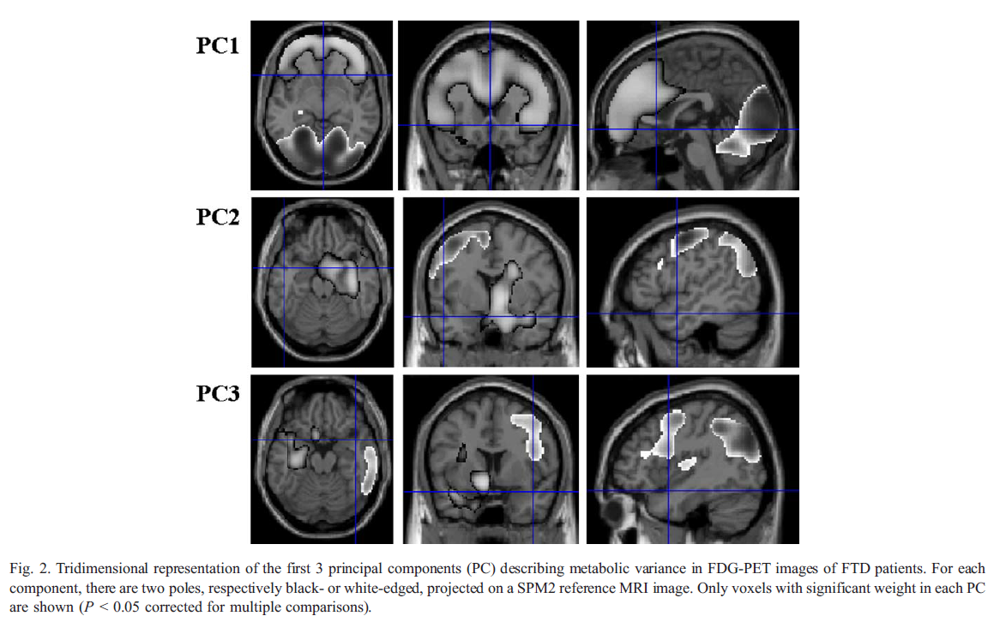 PC1
PC2
PC3
Fig. 2. Tridimensional representation of the first 3 principal components (PC) describing metabolic variance in FDG-PET images of FTD patients. For each
component, there are two poles, respectively black- or white-edged, projected on a SPM2 reference MRI image. Only voxels with significant weight in each PC
are shown (P < 0.05 corrected for multiple comparisons).